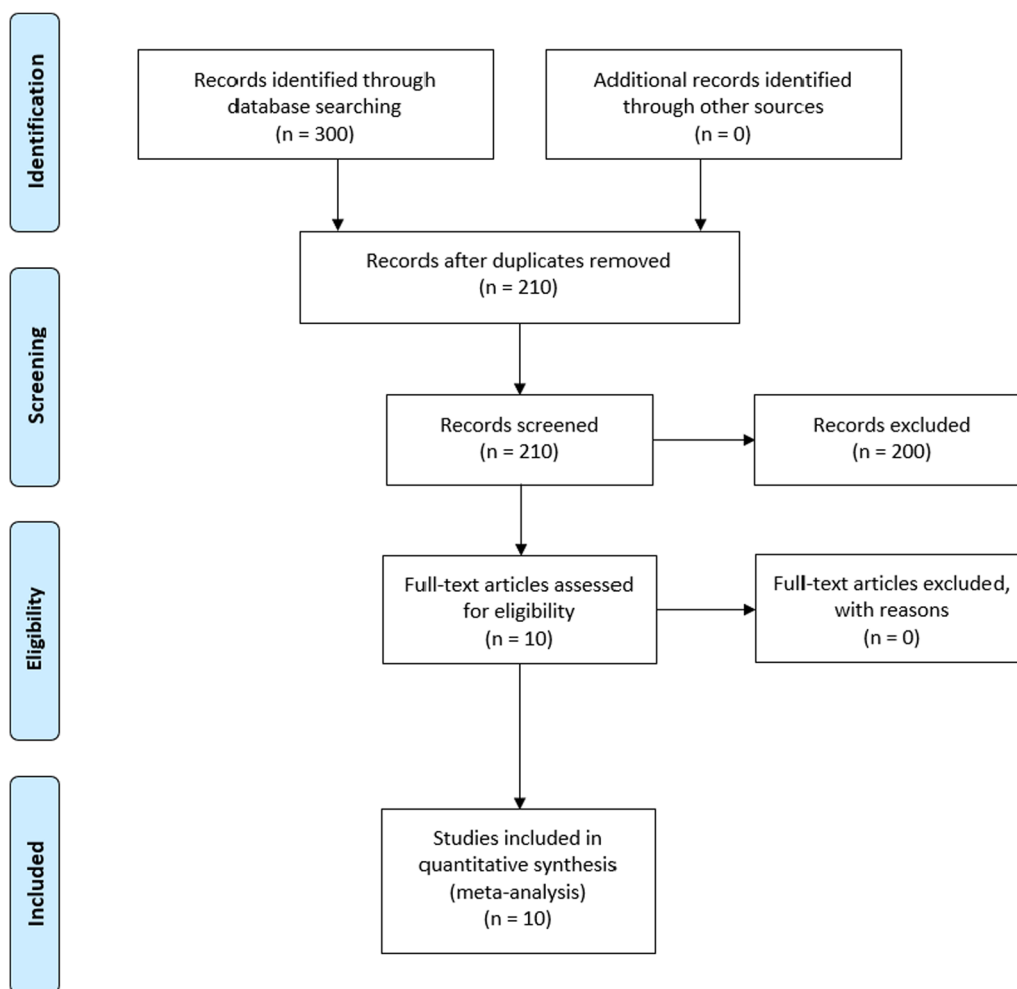 Identification
Records identified through
database searching
(n = 300)
Additional records identified
through other sources
(n = 0)
Records after duplicates removed
(n = 210)
Screening
Records screened
(n = 210)
Records excluded
(n = 200)
Eligibility
Full-text articles assessed
for eligibility
(n = 10)
Full-text articles excluded,
with reasons
(n = 0)
Included
Studies included in
quantitative synthesis
(meta-analysis)
(n = 10)